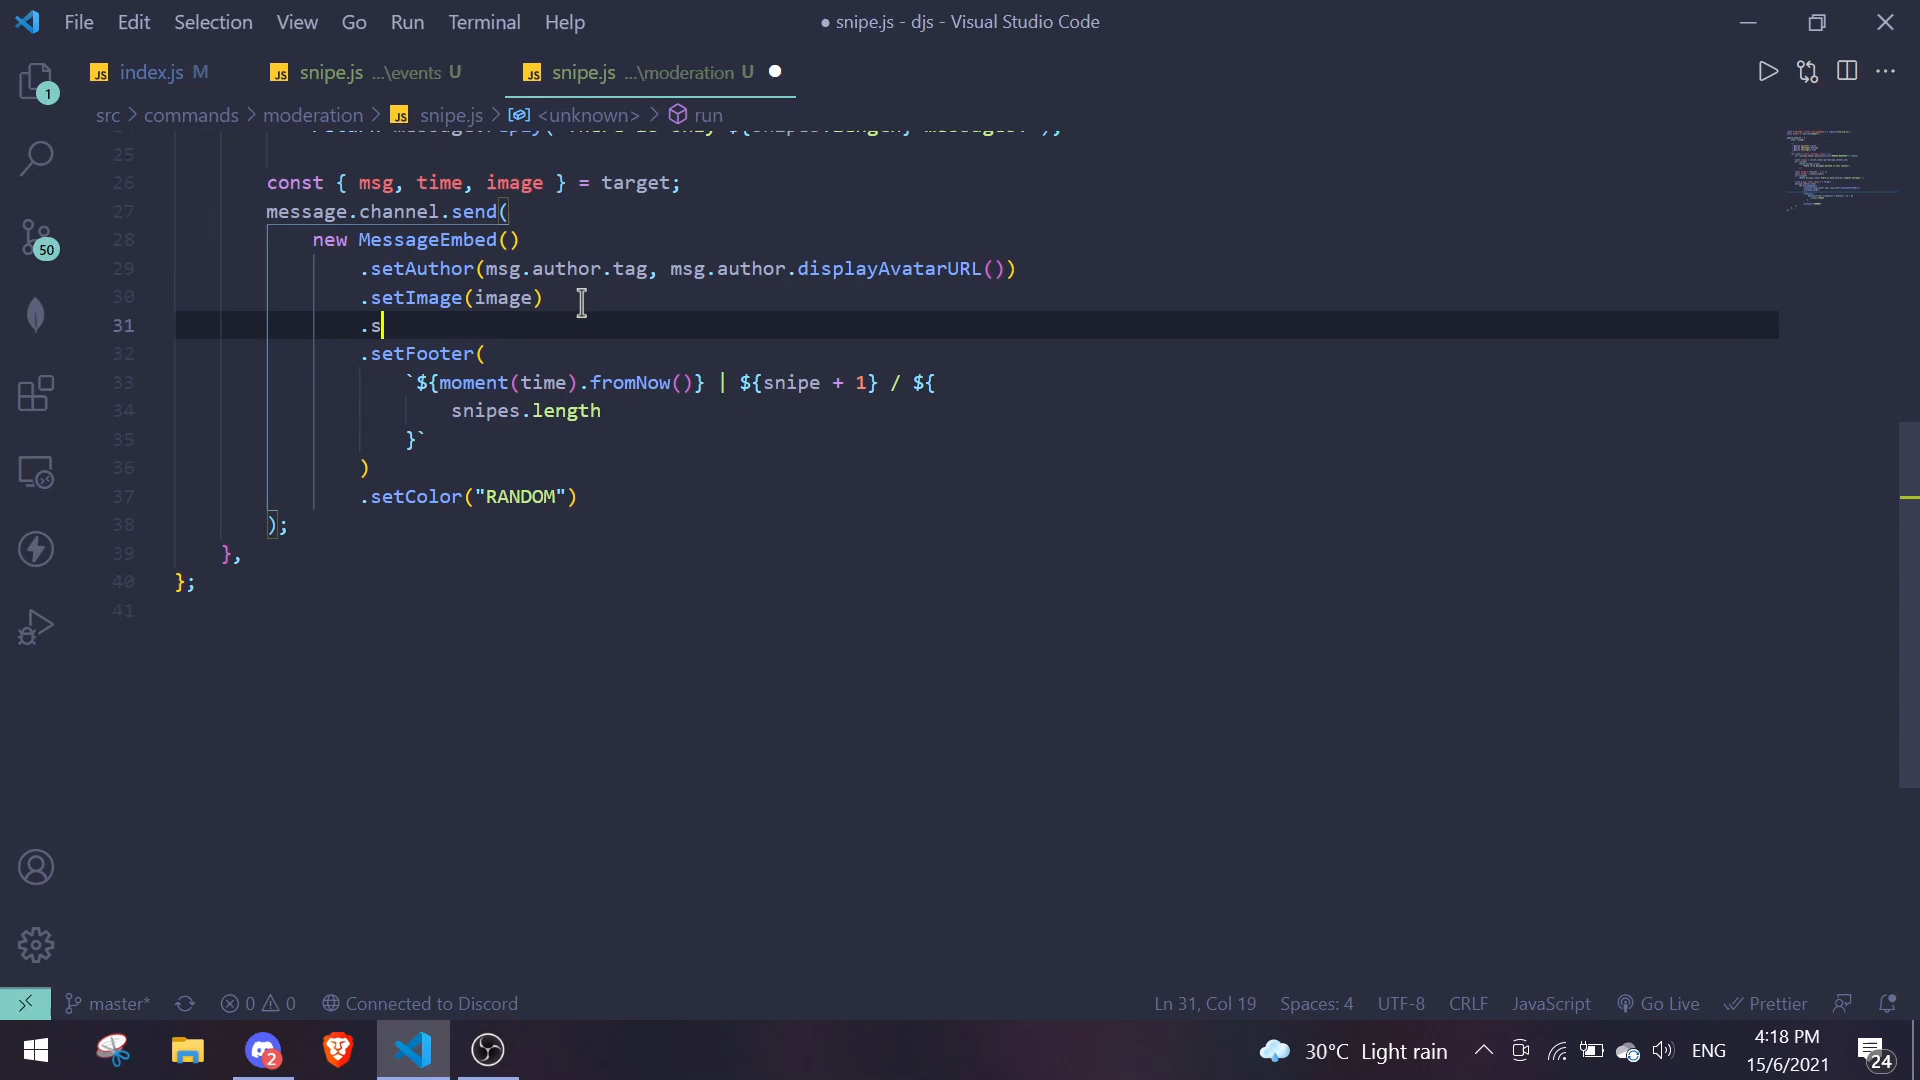 File Edit Selection View Go Run Terminal Help
● snipe.js - djs - Visual Studio Code
JS index.js M
JS snipe.js ...\events U
JS snipe.js ...\moderation U
1
src > commands > moderation > JS snipe.js > <unknown> > run
25
26 const { msg, time, image } = target;
27 message.channel.send(
28 new MessageEmbed()
29 .setAuthor(msg.author.tag, msg.author.displayAvatarURL())
30 .setImage(image)
31 .s
32 .setFooter(
33 `${moment(time).fromNow()} | ${snipe + 1} / ${
34 snipes.length
35 }`
36 )
37 .setColor("RANDOM")
38 );
39 },
40 };
41
50
master* 0 0 Connected to Discord
Ln 31, Col 19 Spaces: 4 UTF-8 CRLF JavaScript Go Live Prettier
2
30°C Light rain ENG
4:18 PM
15/6/2021
24